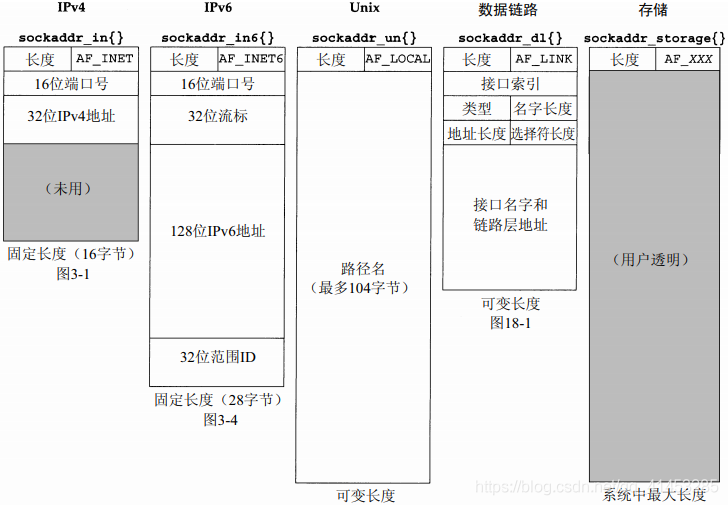 IPv4
sockaddr_in{}
长度 AF_INET
16位端口号
32位IPv4地址
(未用)
固定长度(16字节)
图3-1
IPv6
sockaddr_in6{}
长度 AF_INET6
16位端口号
32位流标
128位IPv6地址
32位范围ID
固定长度(28字节)
图3-4
Unix
sockaddr_un{}
长度 AF_LOCAL
路径名
(最多104字节)
可变长度
数据链路
sockaddr_dl{}
长度 AF_LINK
接口索引
类型 名字长度
地址长度 选择符长度
接口名字和
链路层地址
可变长度
图18-1
存储
sockaddr_storage{}
长度 AF_XXX
(用户透明)
系统中最大长度